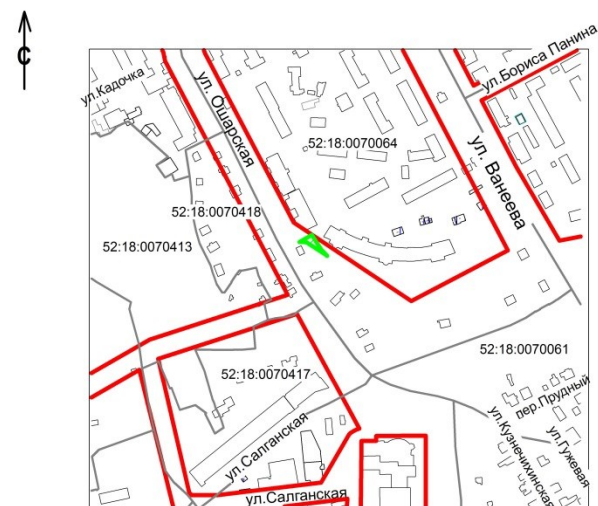 С
ул.Кадочка
ул. Ошарская
ул.Бориса Панина
52:18:0070064
ул. Ванеева
52:18:0070418
52:18:0070413
52:18:0070061
52:18:0070417
пер.Прудный
ул.Кузнечихинская
ул.Гужевая
ул.Салганская
ул.Салганская